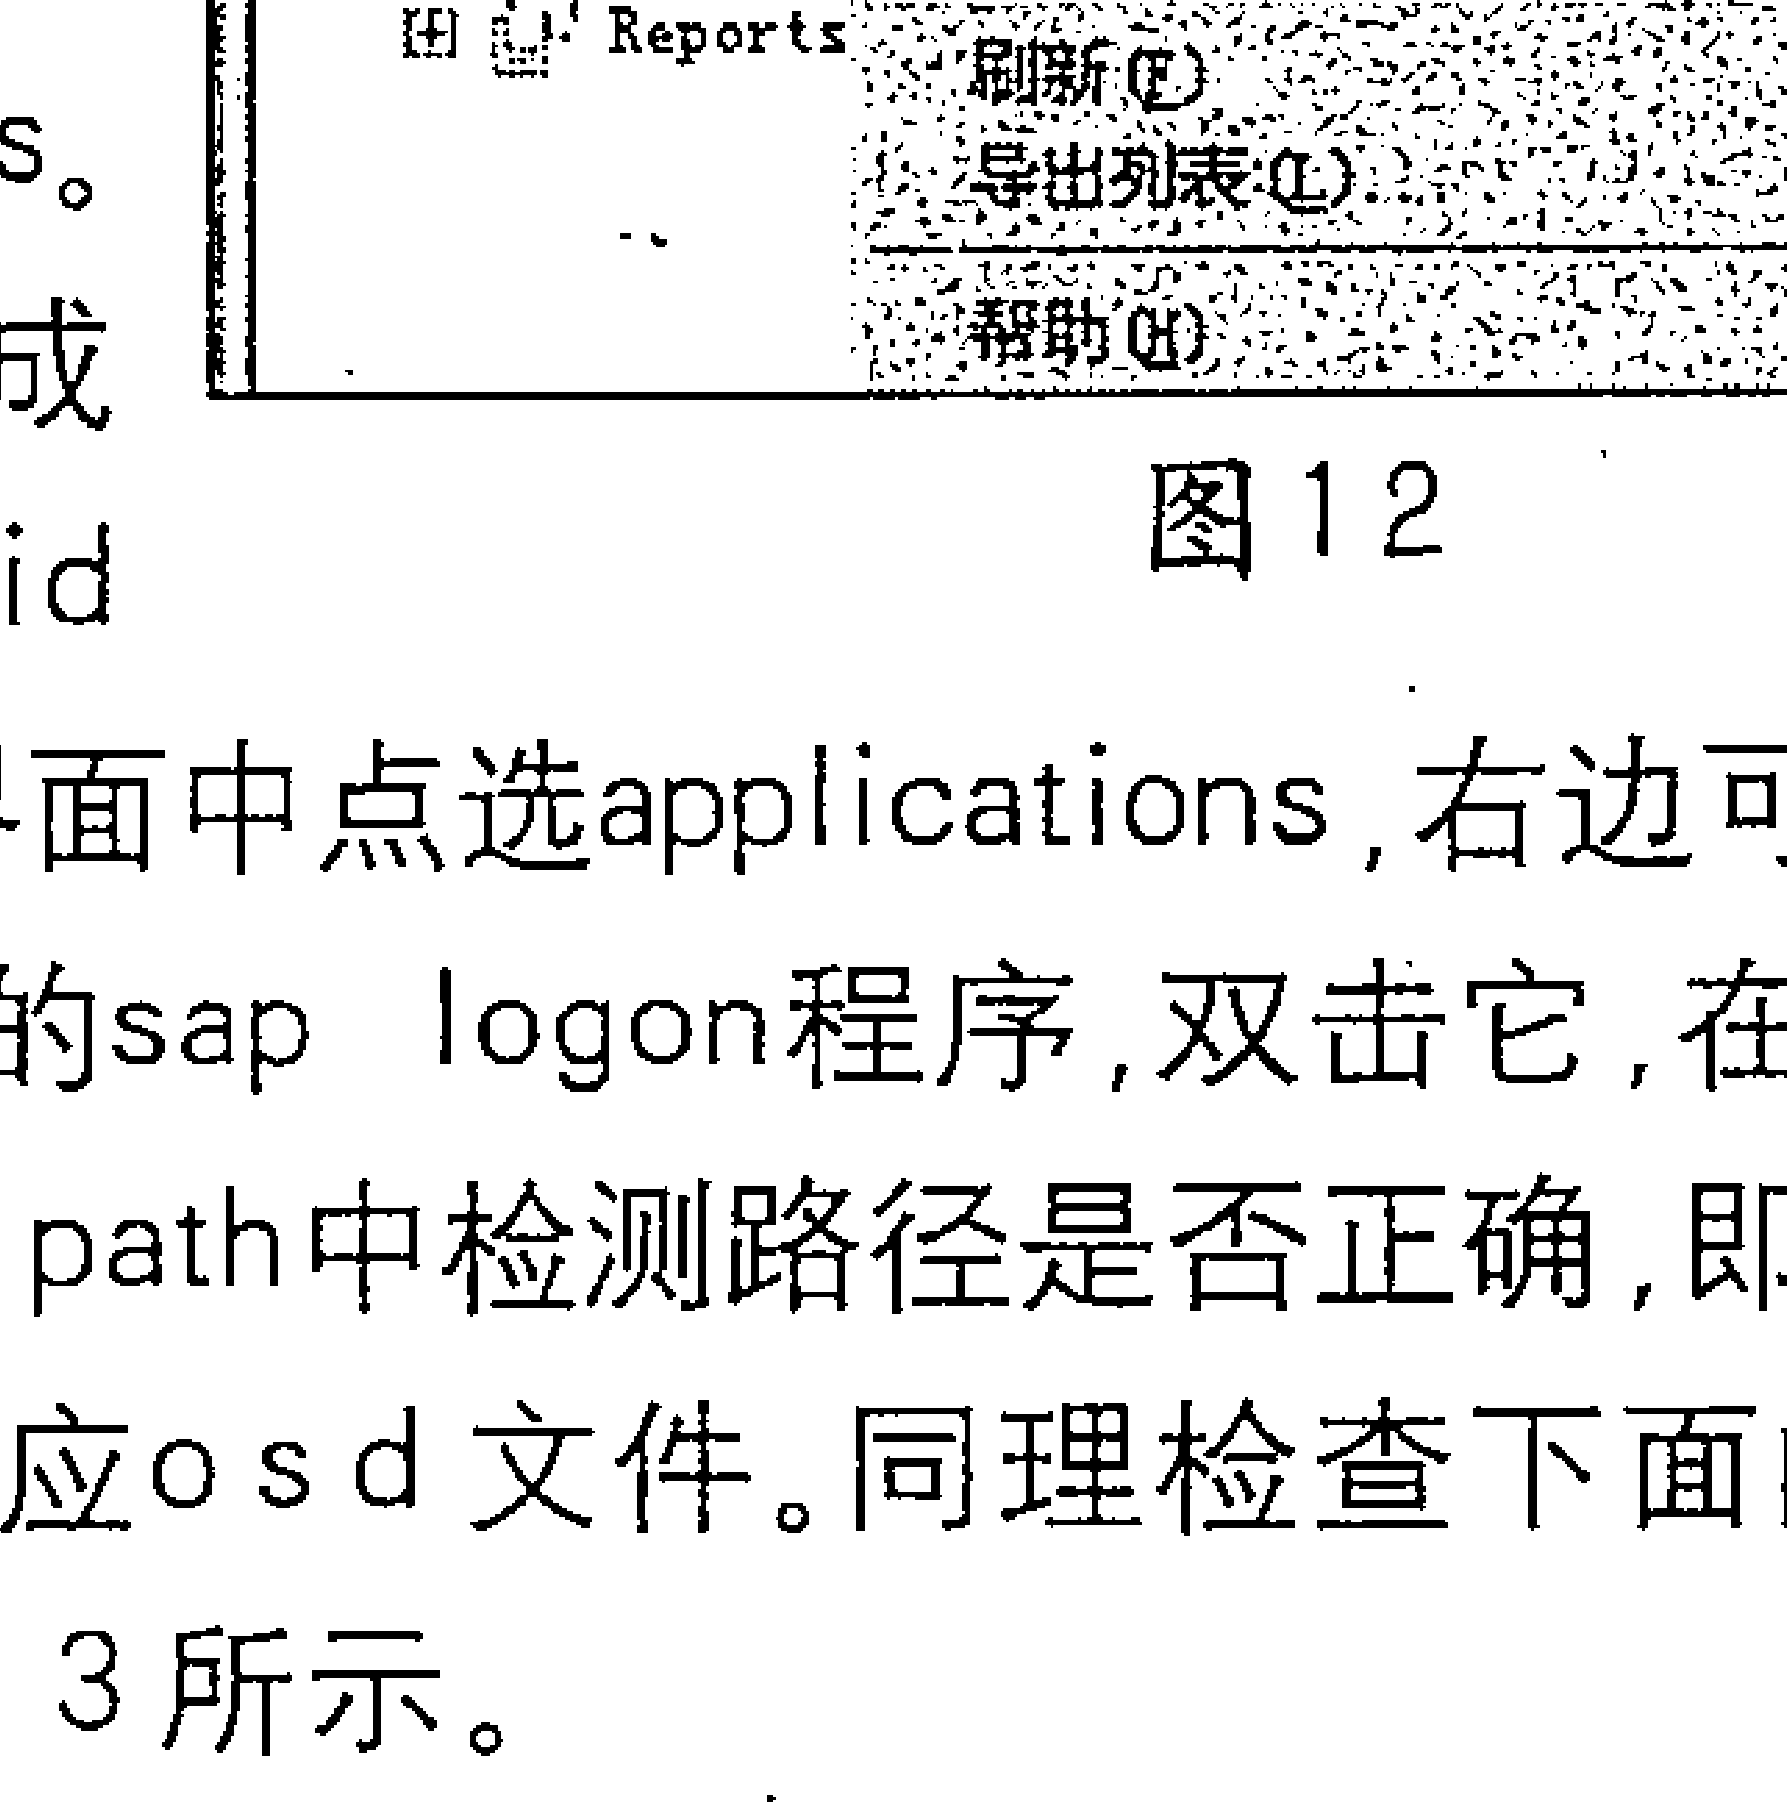 Reports
刷新(F)
导出列表(L)
帮助(H)
s。
成
id
图12
面中点选applications,右边可
的sap logon程序,双击它,在
path中检测路径是否正确,即
应osd文件。同理检查下面
3所示。